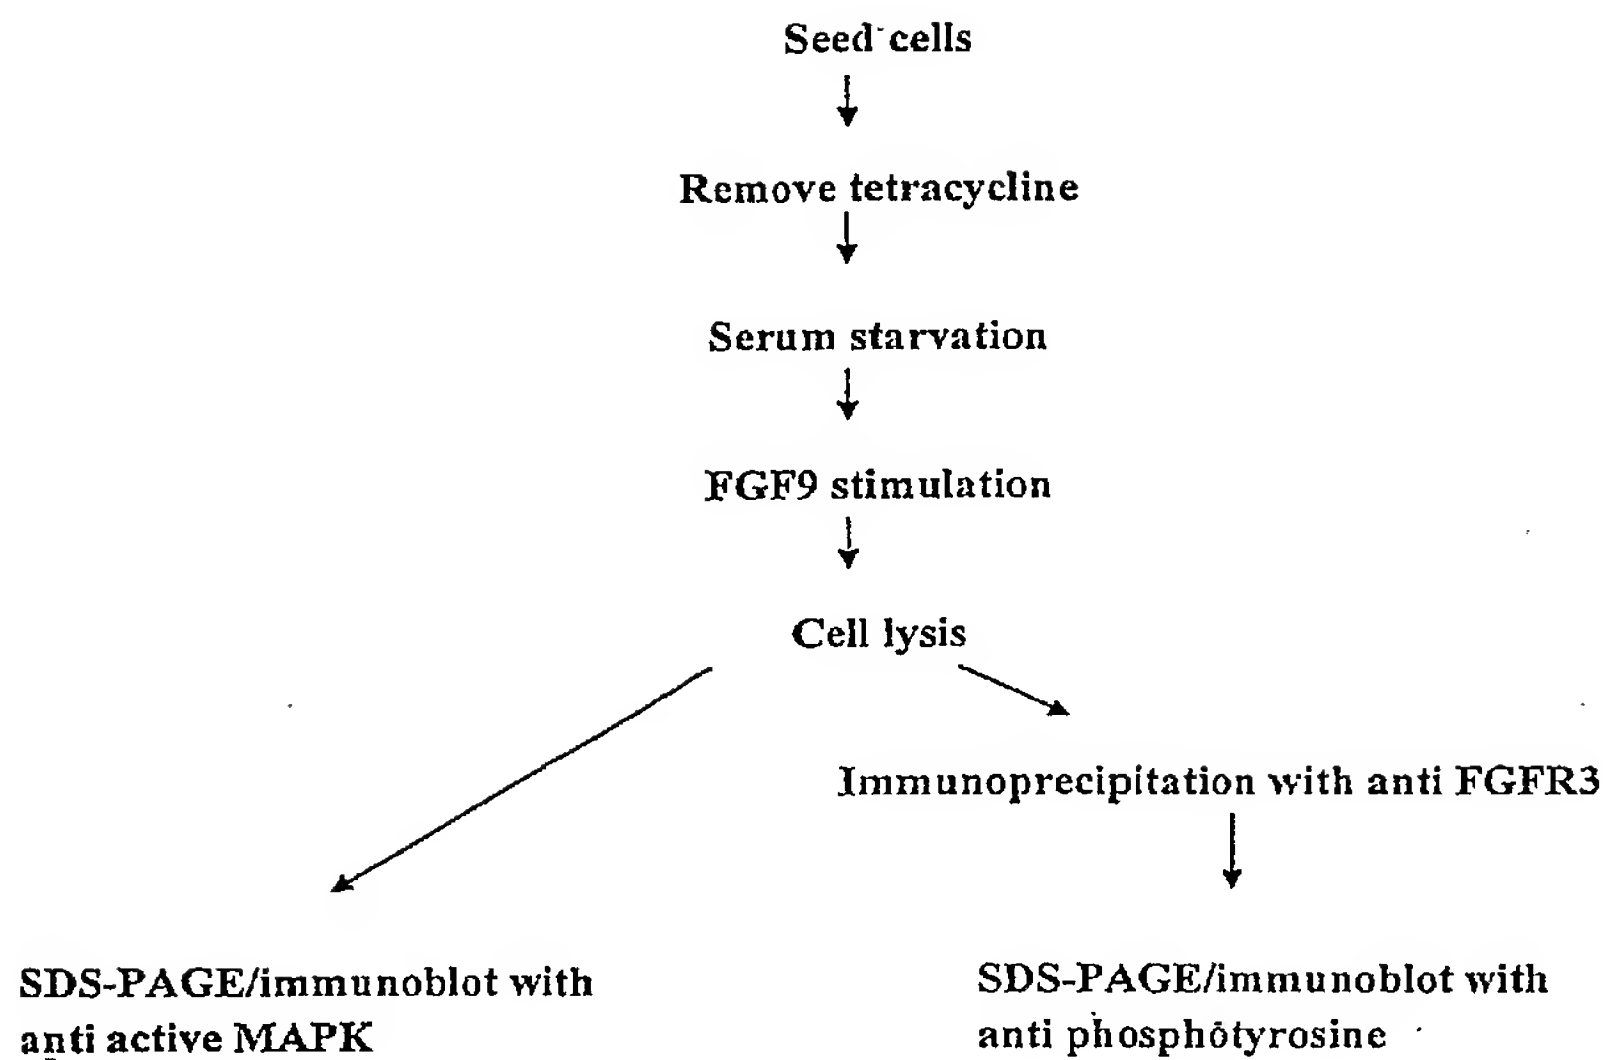 Seed cells
Remove tetracycline
Serum starvation
FGF9 stimulation
Cell lysis
Immunoprecipitation with anti FGFR3
SDS-PAGE/immunoblot with
anti active MAPK
SDS-PAGE/immunoblot with
anti phosphotyrosine